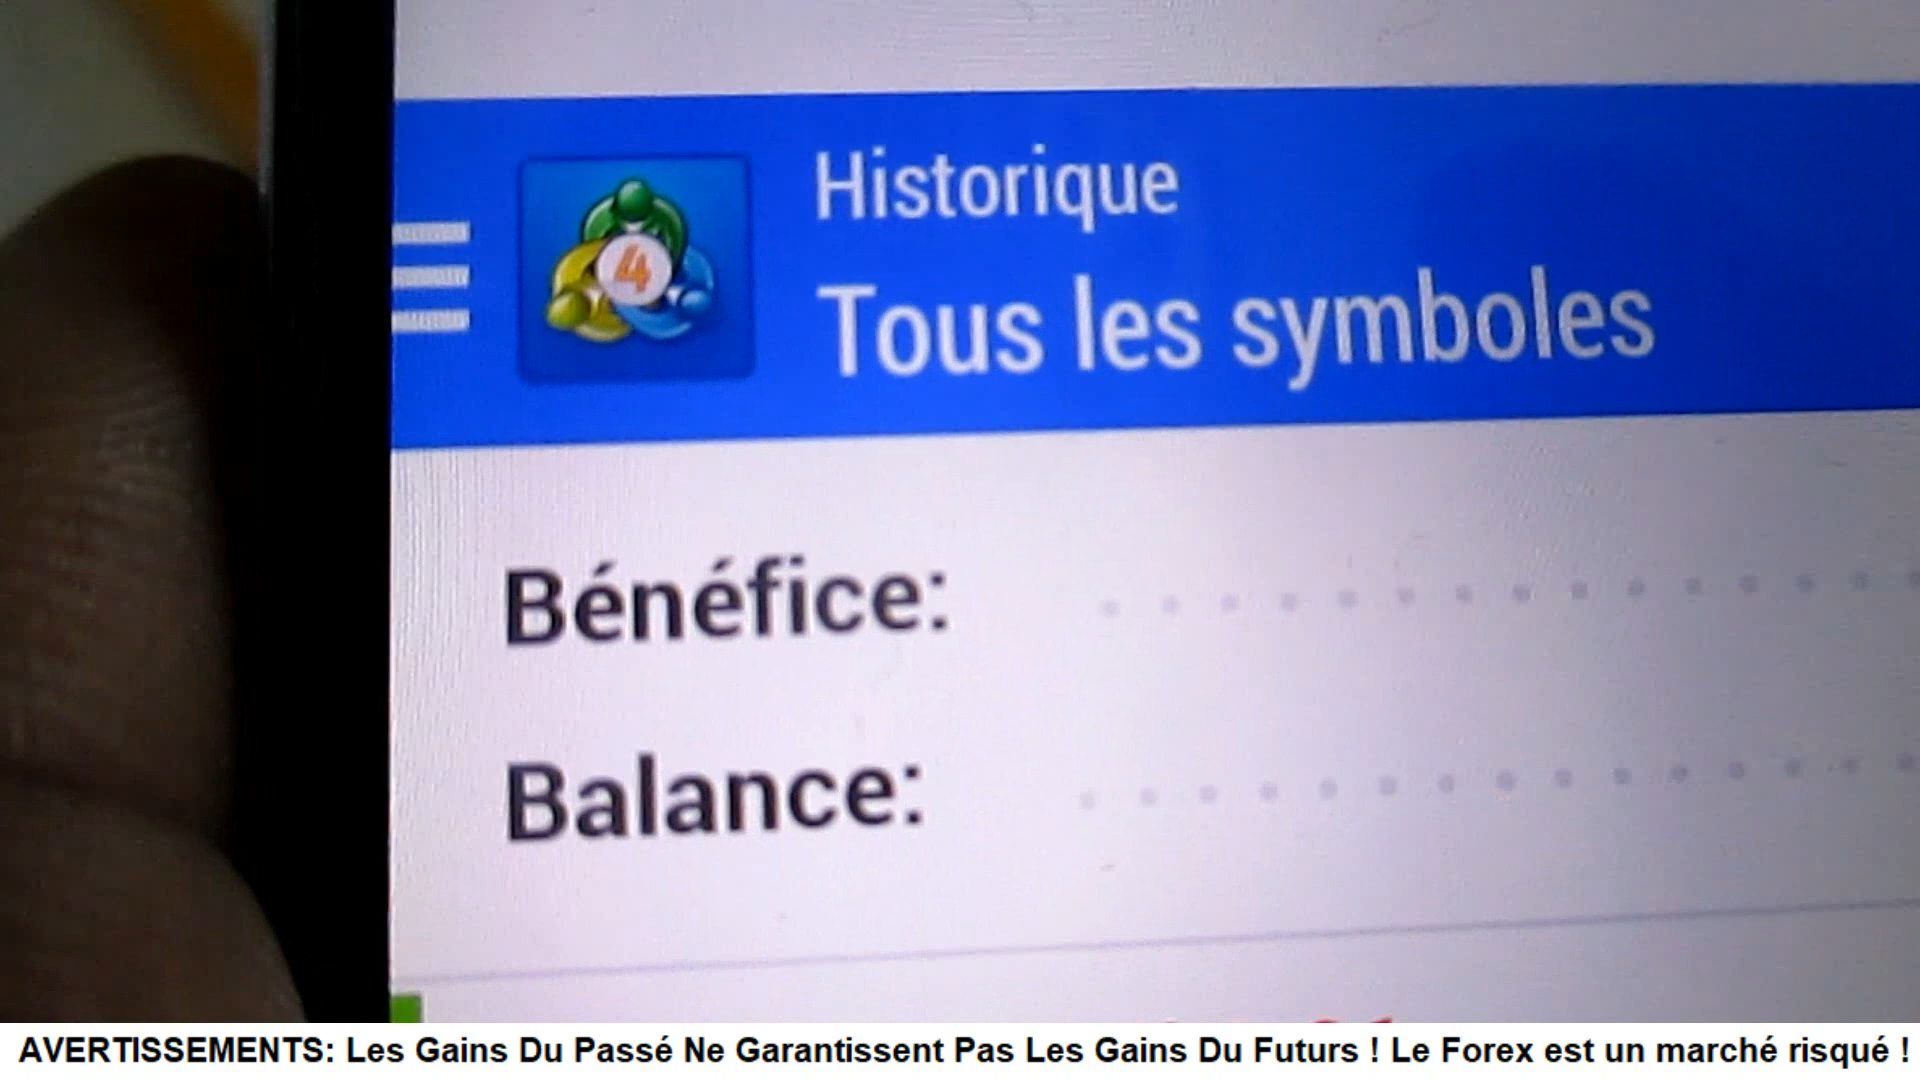 Historique
4
Tous les symboles
Bénéfice:
Balance:
AVERTISSEMENTS: Les Gains Du Passé Ne Garantissent Pas Les Gains Du Futurs ! Le Forex est un marché risqué !